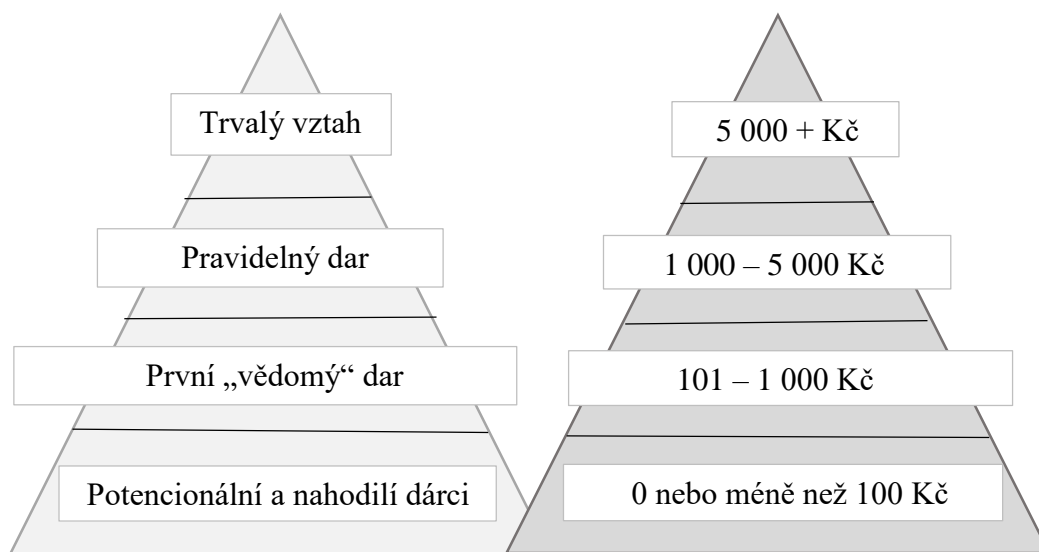 Trvalý vztah
Pravidelný dar
První „vědomý“ dar
Potencionální a nahodilí dárci
5 000 + Kč
1 000 – 5 000 Kč
101 – 1 000 Kč
0 nebo méně než 100 Kč